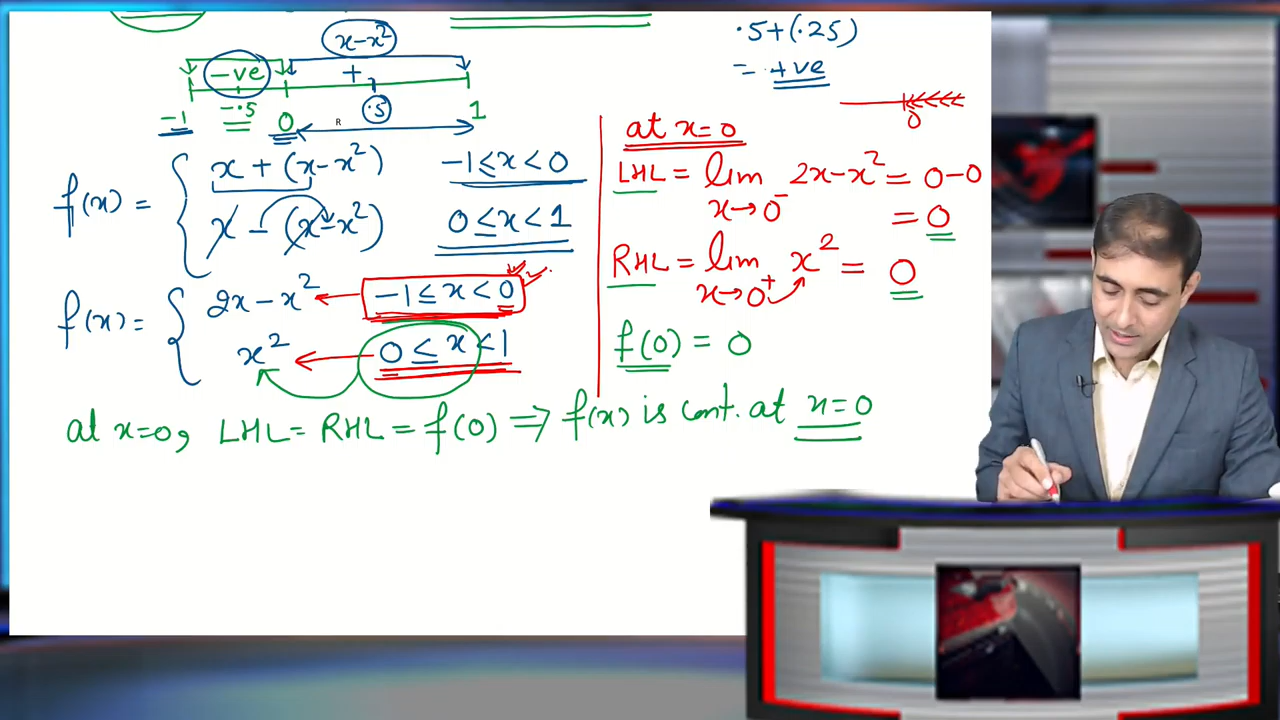 x-x²
-ve +
-1 -.5 0 R .5 1
.5+(.25)
= +ve
0
f(x) = { x + (x-x²) -1≤x<0
x - (x-x²) 0≤x<1
f(x) = { 2x-x² ← -1≤x<0
x² ← 0≤x<1
at x=0
LHL = lim x→0⁻ 2x-x² = 0-0
= 0
RHL = lim x→0⁺ x² = 0
f(0) = 0
at x=0, LHL = RHL = f(0) ⇒ f(x) is cont. at x=0